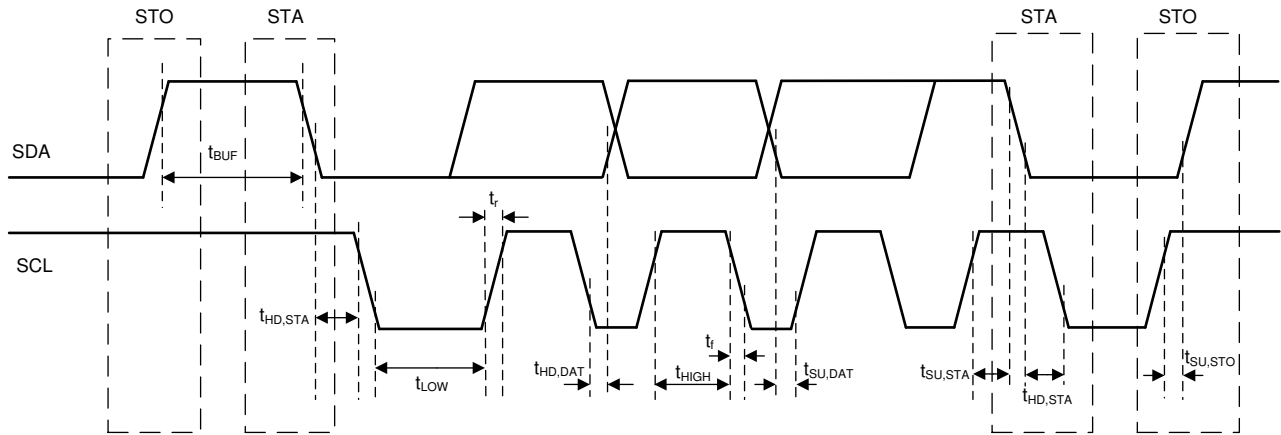 STO STA STA STO
SDA
tBUF
tr
SCL
tHD,STA
tLOW
tHD,DAT
tHIGH
tf
tSU,DAT
tSU,STA
tHD,STA
tSU,STO